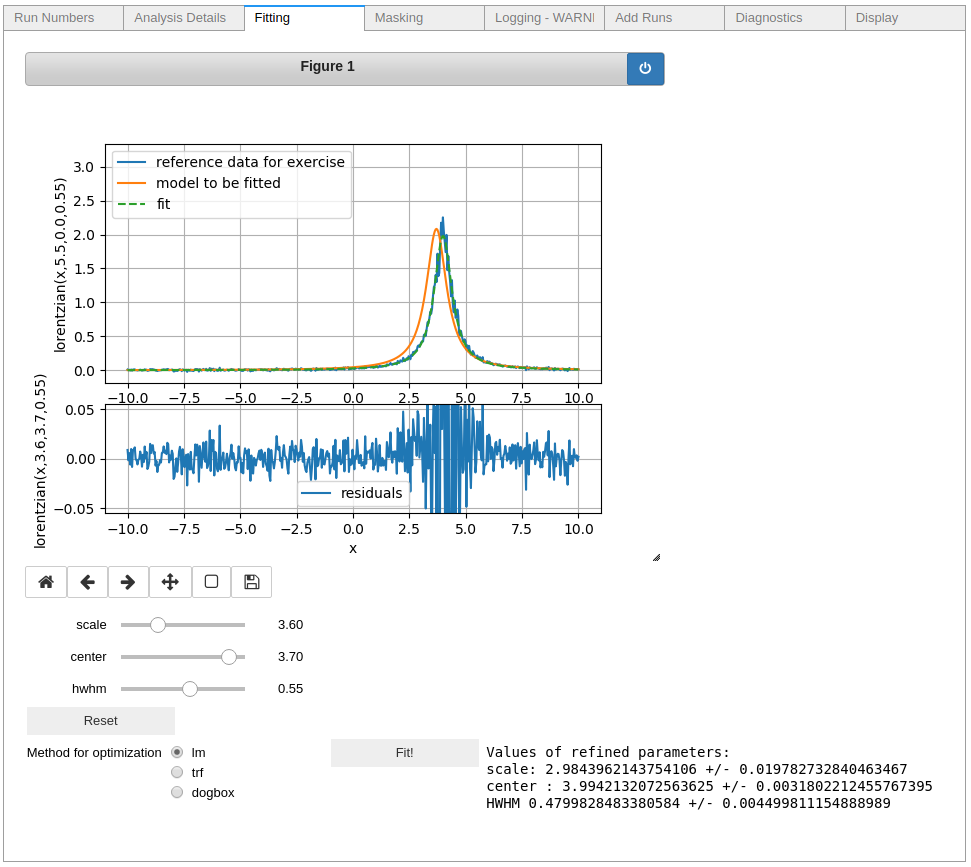 Run Numbers
Analysis Details
Fitting
Masking
Logging - WARNI
Add Runs
Diagnostics
Display
Figure 1
lorentzian(x,5.5,0.0,0.55)
3.0
2.5
2.0
1.5
1.0
0.5
0.0
reference data for exercise
model to be fitted
fit
−10.0 −7.5 −5.0 −2.5 0.0 2.5 5.0 7.5 10.0
lorentzian(x,3.6,3.7,0.55)
0.05
0.00
−0.05
residuals
−10.0 −7.5 −5.0 −2.5 0.0 2.5 5.0 7.5 10.0
x
scale 3.60
center 3.70
hwhm 0.55
Reset
Method for optimization
lm
trf
dogbox
Fit!
Values of refined parameters:
scale: 2.9843962143754106 +/- 0.019782732840463467
center : 3.9942132072563625 +/- 0.0031802212455767395
HWHM 0.4799828483380584 +/- 0.004499811154888989